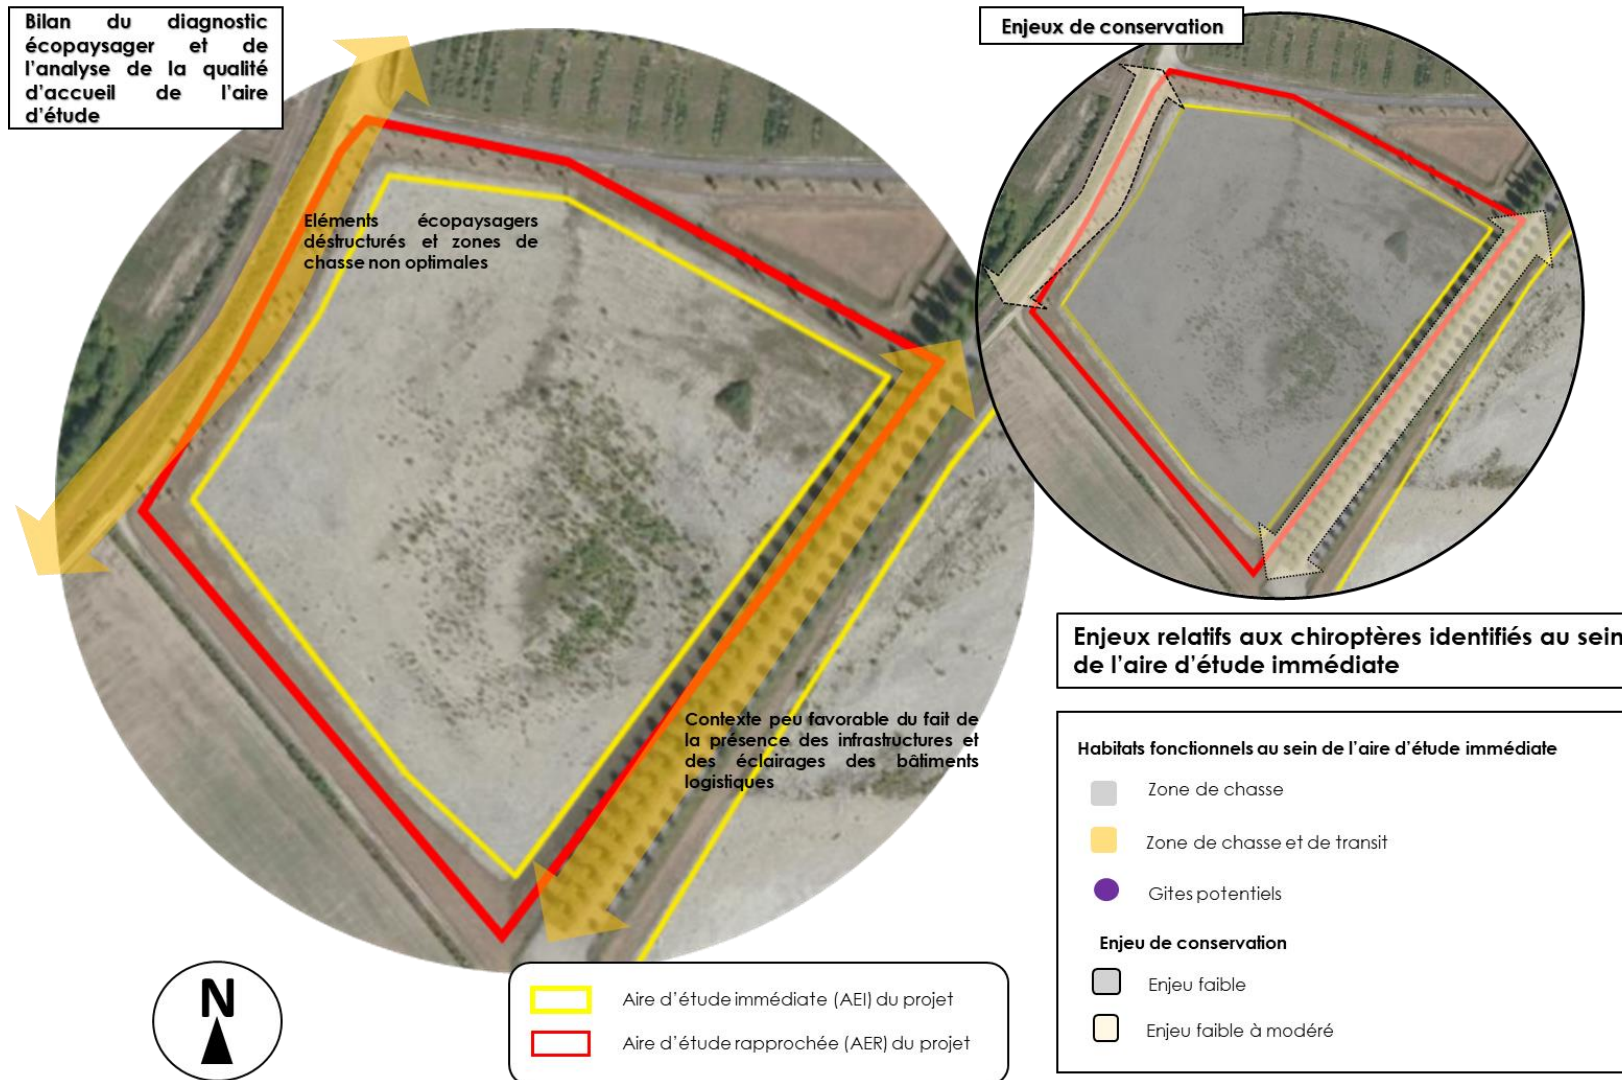 Bilan du diagnostic
écopaysager et de
l'analyse de la qualité
d'accueil de l'aire
d'étude
Enjeux de conservation
Eléments écopaysagers
déstructurés et zones de
chasse non optimales
Contexte peu favorable du fait de
la présence des infrastructures et
des éclairages des bâtiments
logistiques
Enjeux relatifs aux chiroptères identifiés au sein
de l'aire d'étude immédiate
Habitats fonctionnels au sein de l'aire d'étude immédiate
Zone de chasse
Zone de chasse et de transit
Gites potentiels
Enjeu de conservation
Enjeu faible
Enjeu faible à modéré
N
Aire d'étude immédiate (AEI) du projet
Aire d'étude rapprochée (AER) du projet